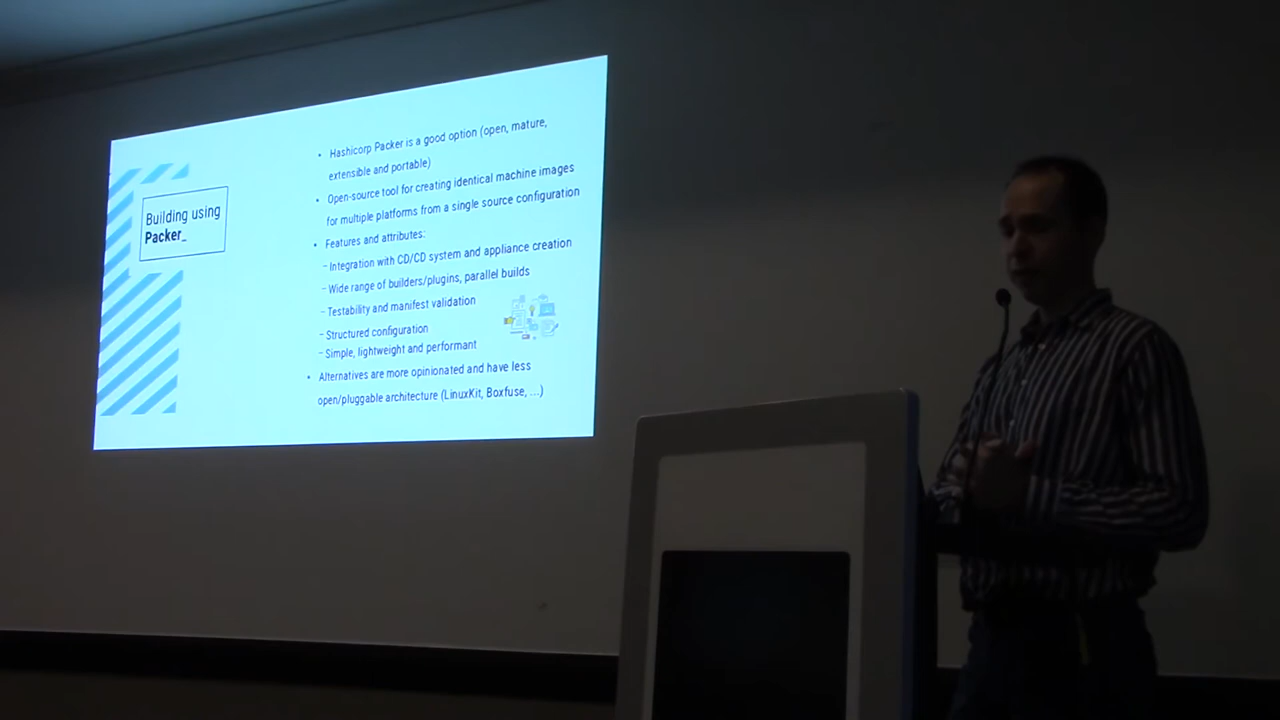 Building using
Packer_
• Hashicorp Packer is a good option (open, mature,
extensible and portable)
• Open-source tool for creating identical machine images
for multiple platforms from a single source configuration
• Features and attributes:
– Integration with CD/CD system and appliance creation
– Wide range of builders/plugins, parallel builds
– Testability and manifest validation
– Structured configuration
– Simple, lightweight and performant
• Alternatives are more opinionated and have less
open/pluggable architecture (LinuxKit, Boxfuse, ...)